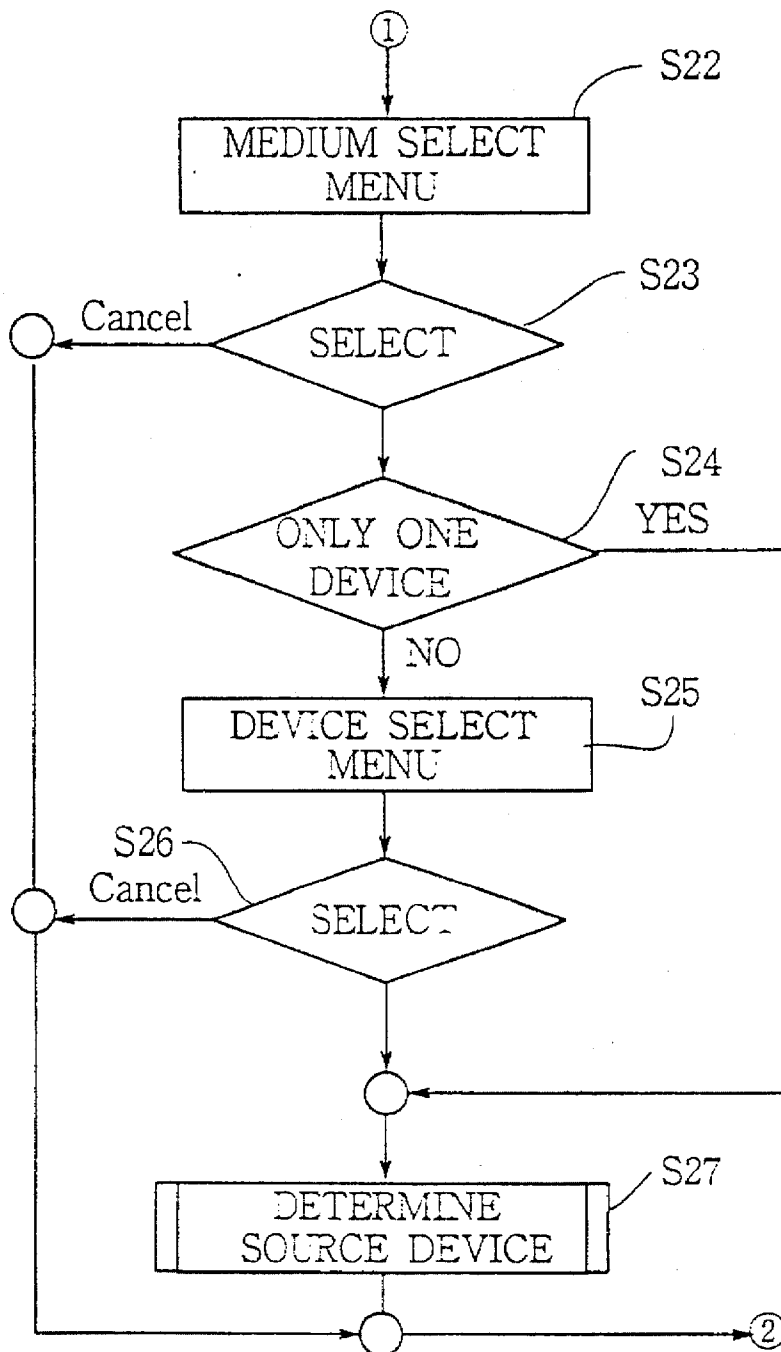 ①
S22
MEDIUM SELECT
MENU
S23
Cancel
SELECT
S24
YES
ONLY ONE
DEVICE
NO
S25
DEVICE SELECT
MENU
S26
Cancel
SELECT
S27
DETERMINE
SOURCE DEVICE
②